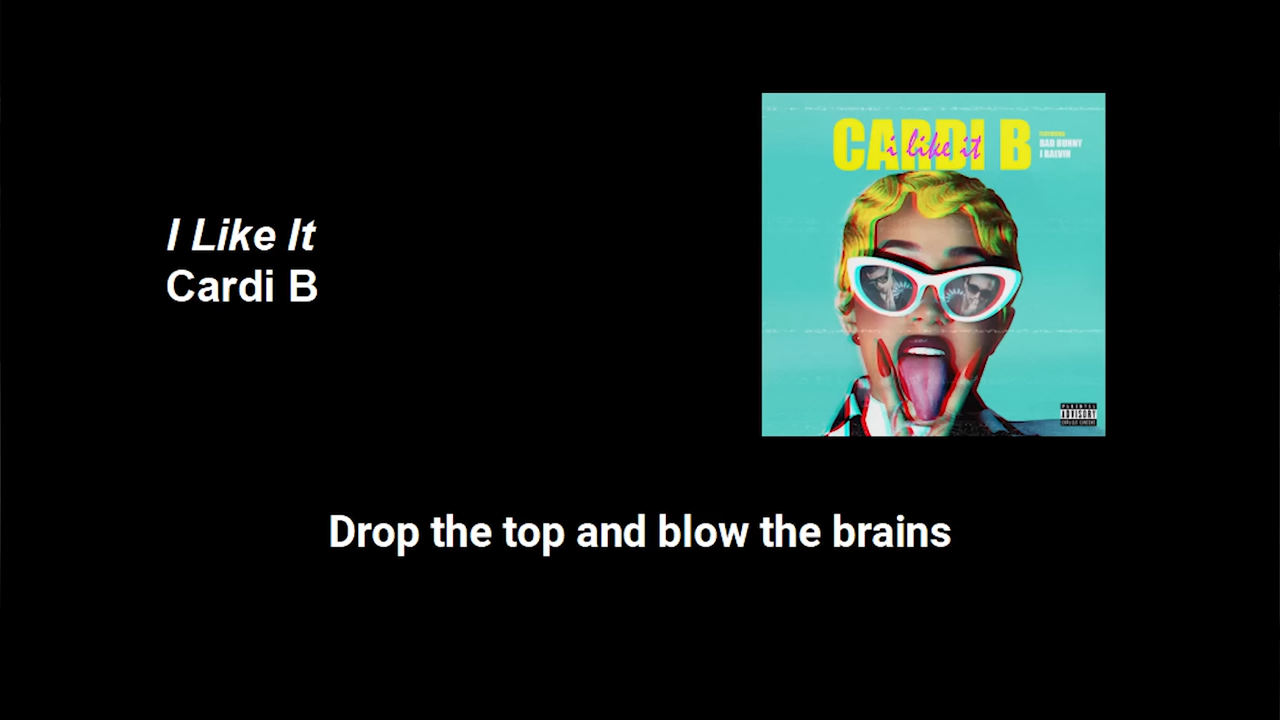 CARDI B
i like it
FEATURING
BAD BUNNY
J BALVIN
I Like It
Cardi B
PARENTAL
ADVISORY
EXPLICIT CONTENT
Drop the top and blow the brains